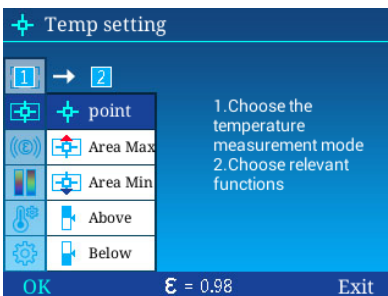 Temp setting
1 → 2
point
Area Max
Area Min
Above
Below
1.Choose the
temperature
measurement mode
2.Choose relevant
functions
((E))
OK ε = 0.98 Exit